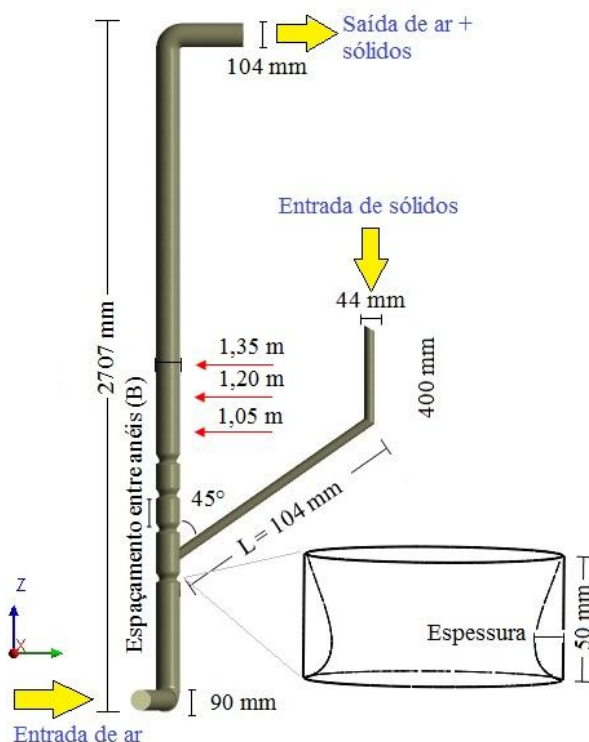 Saída de ar +
sólidos
104 mm
Entrada de sólidos
44 mm
2707 mm
1,35 m
1,20 m
1,05 m
400 mm
Espaçamento entre anéis (B)
45°
L = 104 mm
Espessura
50 mm
Z
X
90 mm
Entrada de ar